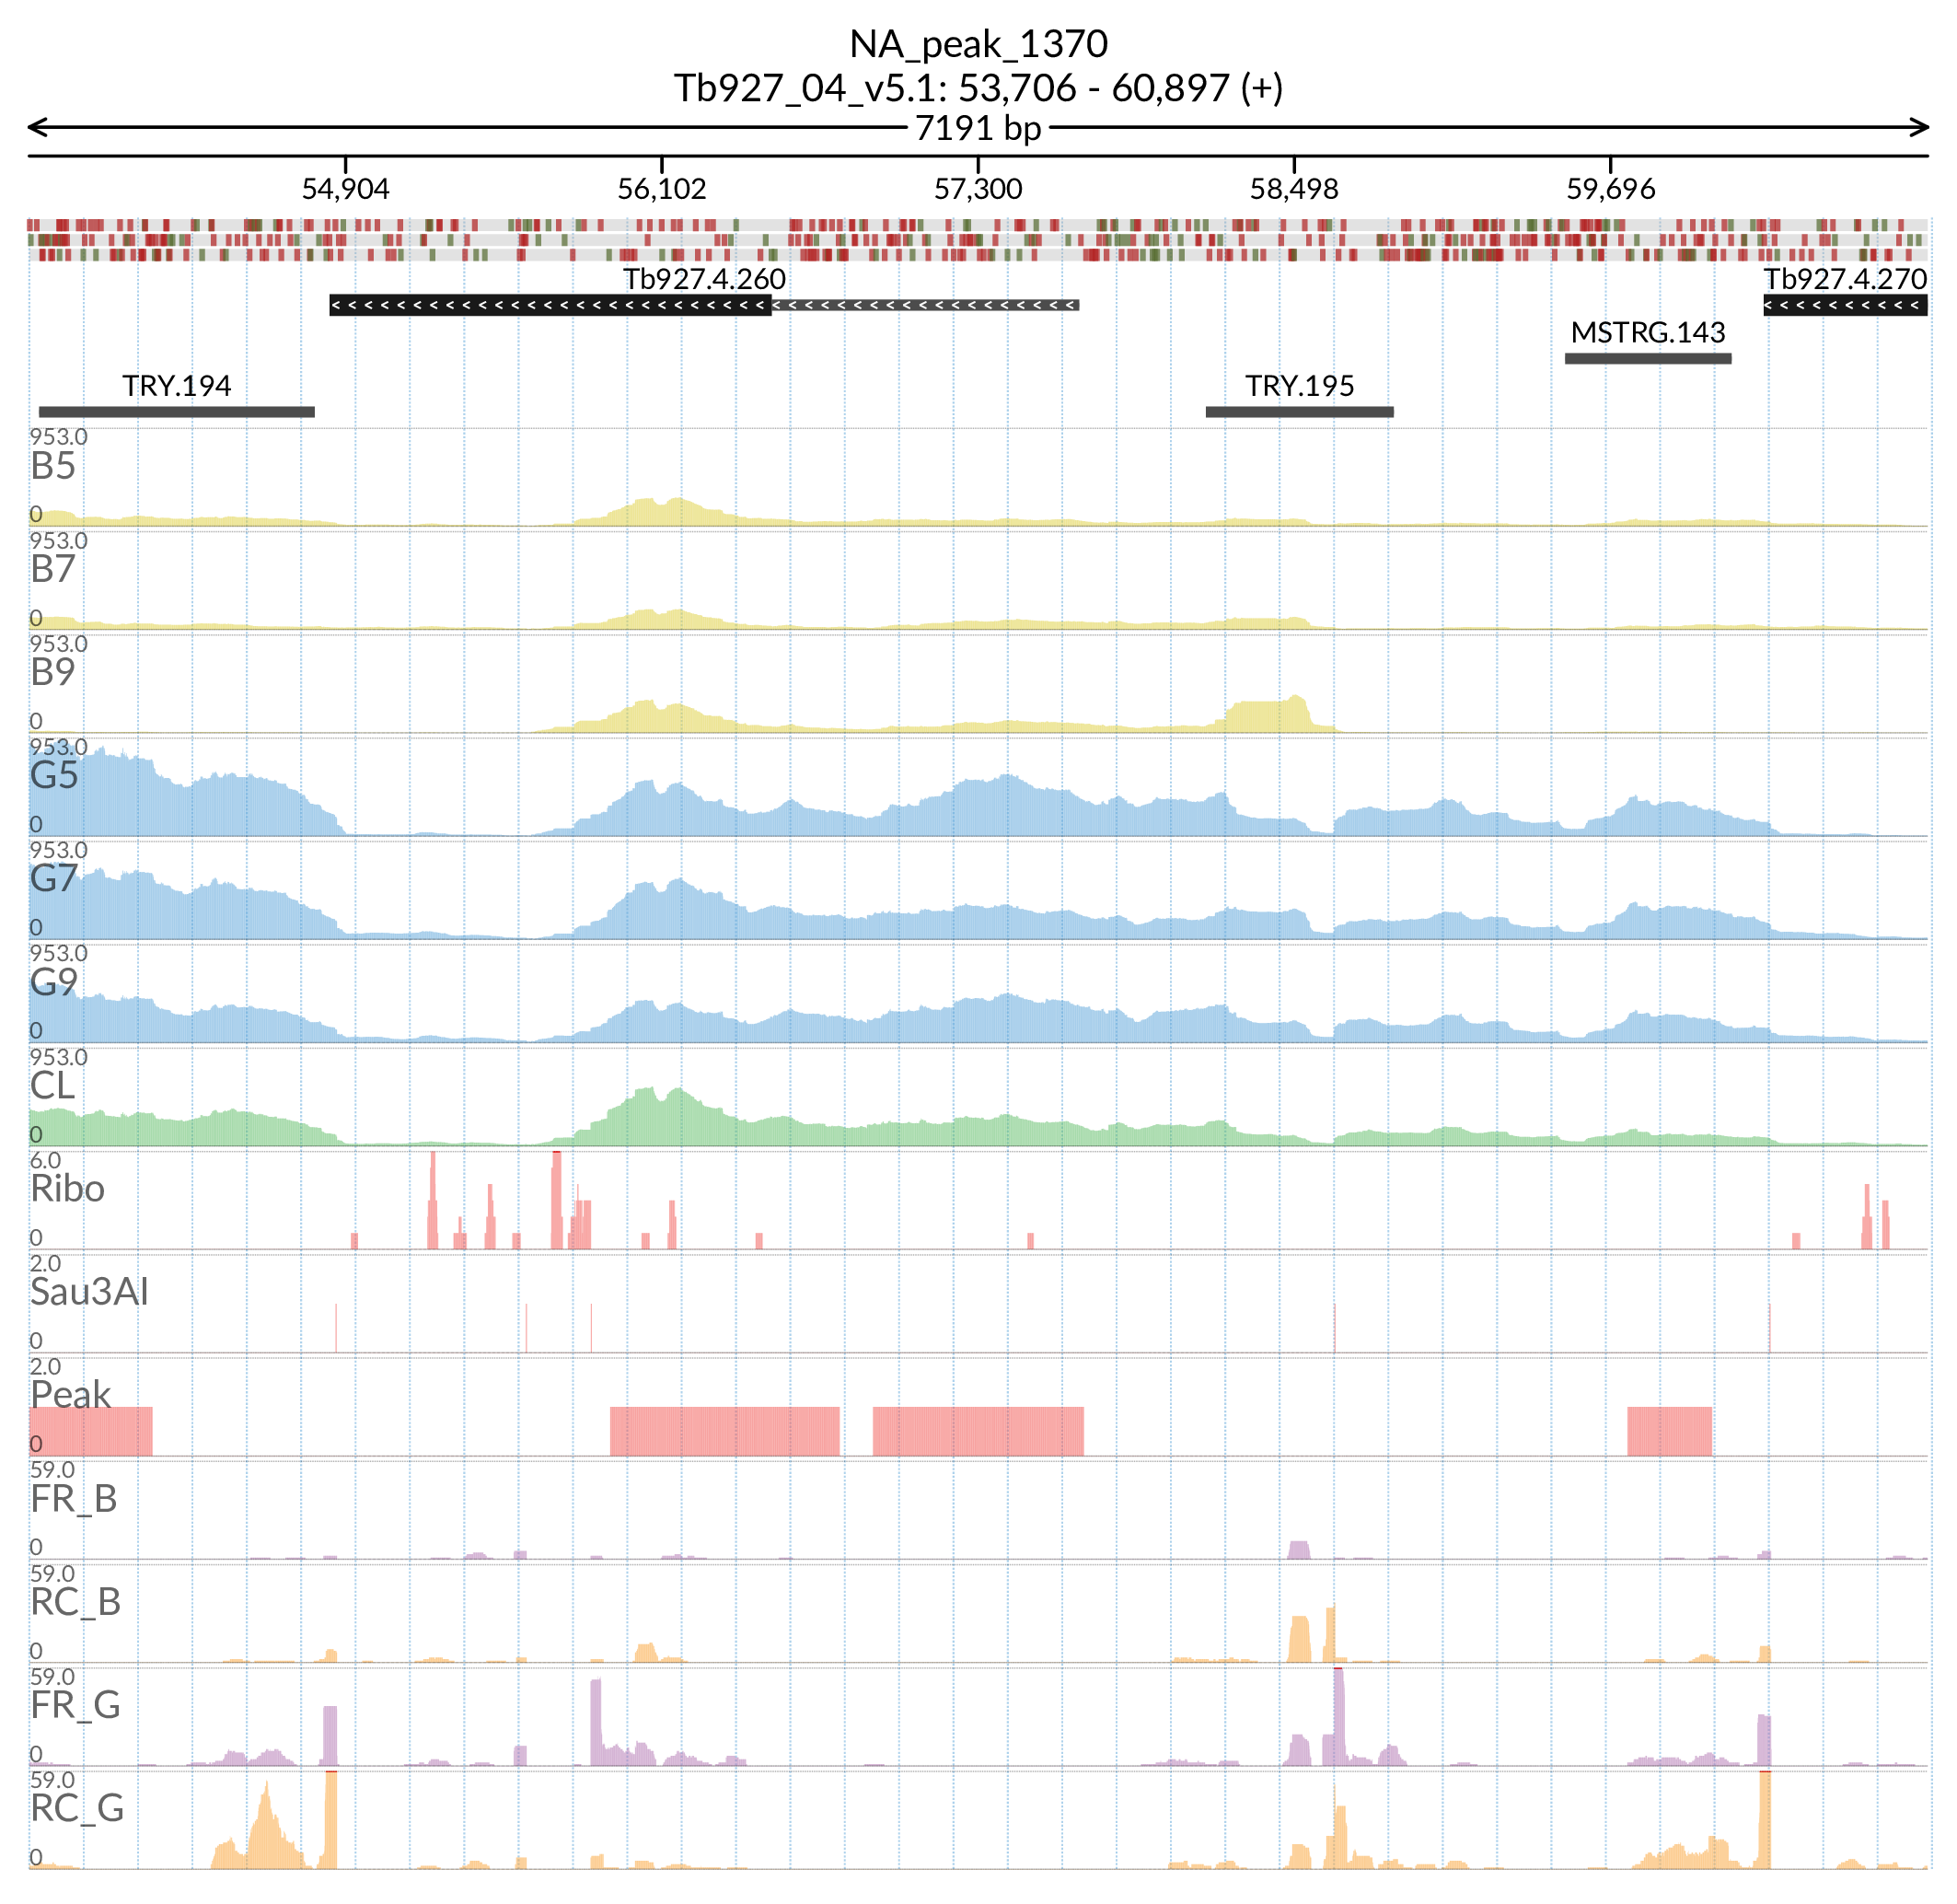 NA_peak_1370
Tb927_04_v5.1: 53,706 - 60,897 (+)
7191 bp
54,904 56,102 57,300 58,498 59,696
Tb927.4.260 Tb927.4.270
MSTRG.143
TRY.194 TRY.195
953.0
B5
0
953.0
B7
0
953.0
B9
0
953.0
G5
0
953.0
G7
0
953.0
G9
0
953.0
CL
0
6.0
Ribo
0
2.0
Sau3AI
0
2.0
Peak
0
59.0
FR_B
0
59.0
RC_B
0
59.0
FR_G
0
59.0
RC_G
0